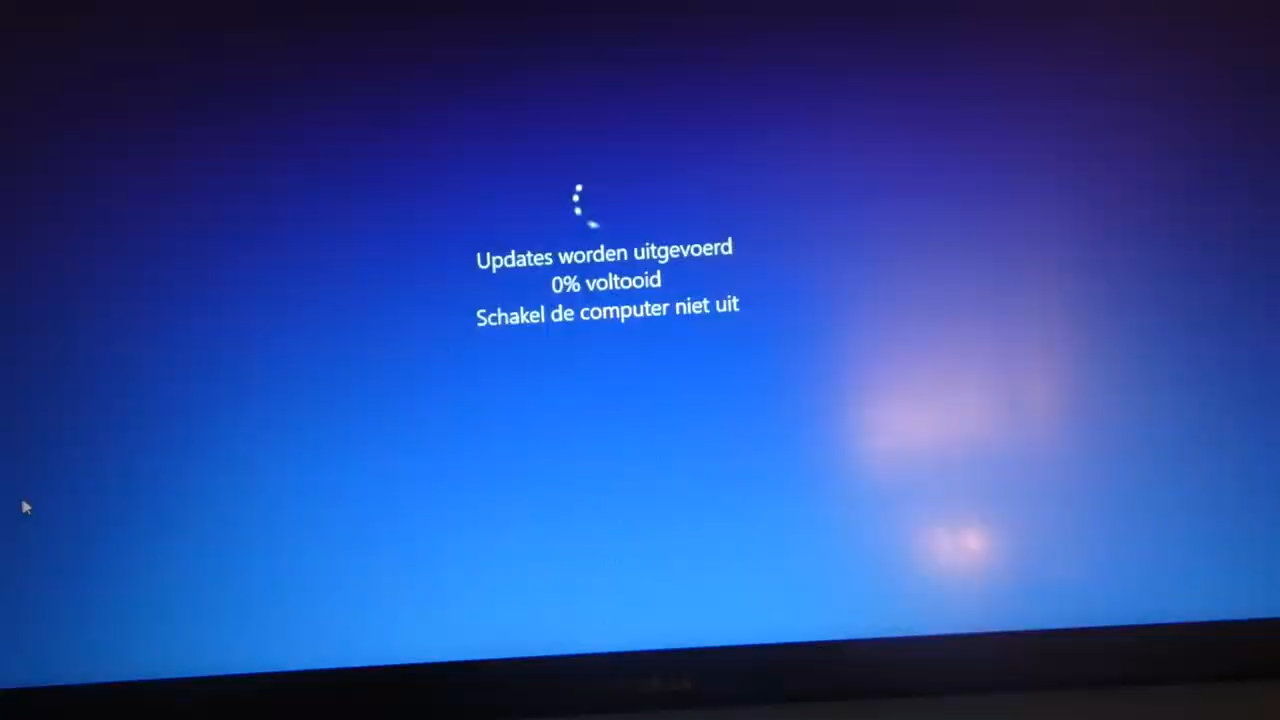 Updates worden uitgevoerd
0% voltooid
Schakel de computer niet uit